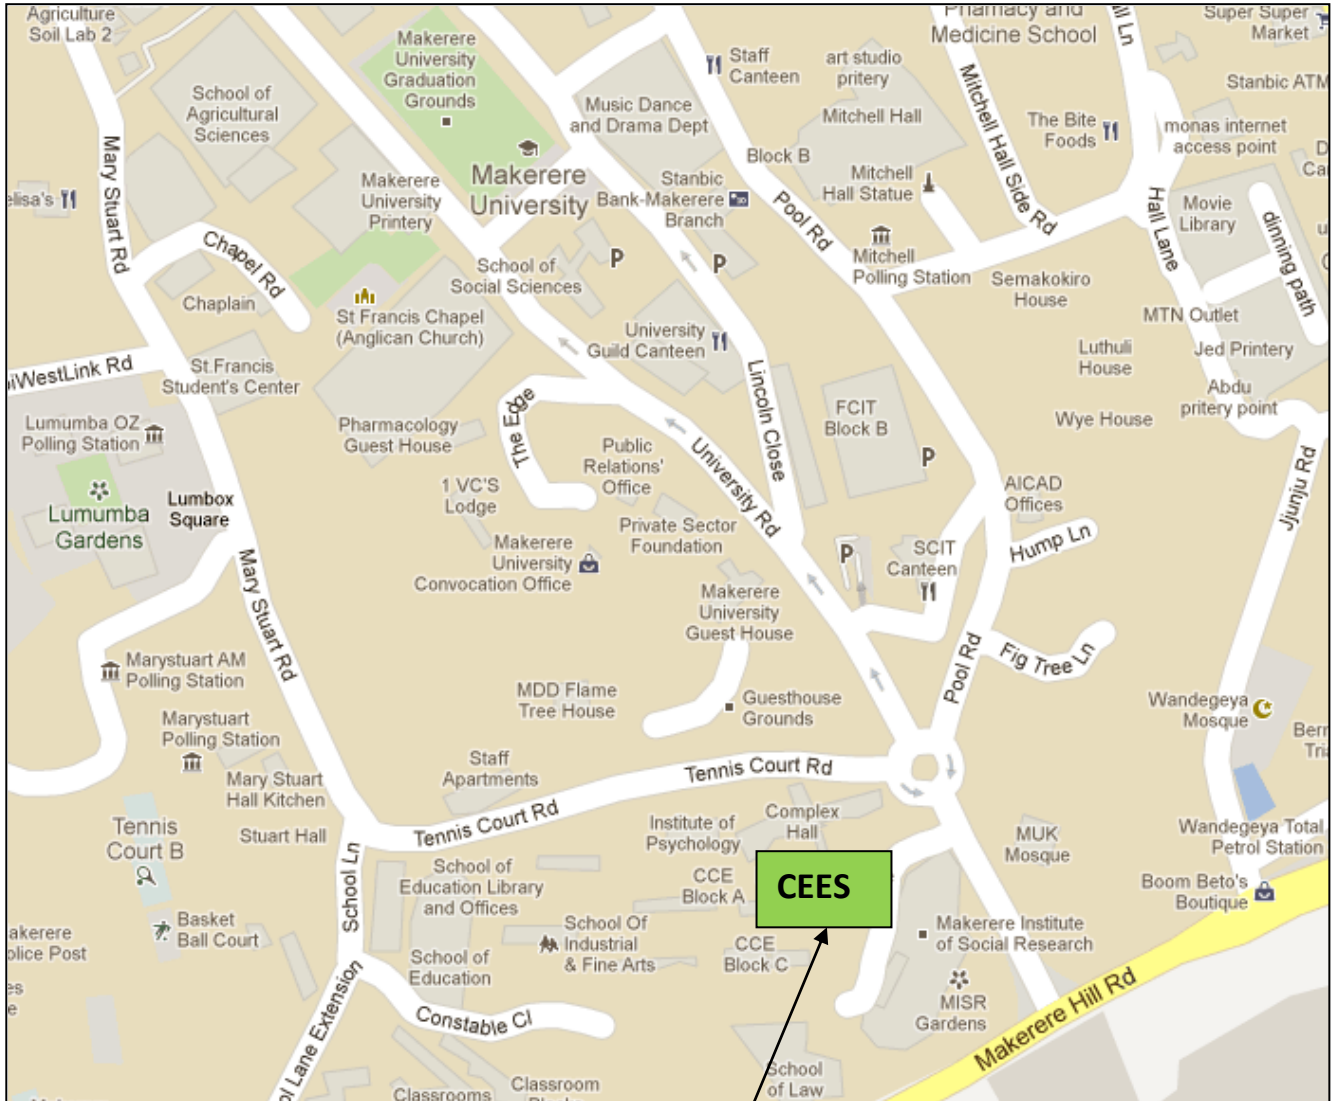 Agriculture
Soil Lab 2
Makerere
University
Graduation
Grounds
Staff
Canteen
art studio
pritery
Pharmacy and
Medicine School
Super Super
Market
Stanbic ATM
School of
Agricultural
Sciences
Music Dance
and Drama Dept
Mitchell Hall
The Bite
Foods
monas internet
access point
Mary Stuart Rd
Makerere
University
Block B
Mitchell Hall Side Rd
Makerere
University
Printery
Stanbic
Bank-Makerere
Branch
Mitchell
Hall Statue
Hall Lane
Movie
Library
dinning path
elisa's
Chapel Rd
Pool Rd
Mitchell
Polling Station
Semakokiro
House
School of
Social Sciences
P
P
Chaplain
St Francis Chapel
(Anglican Church)
University
Guild Canteen
MTN Outlet
Luthuli
House
Jed Printery
iWestLink Rd
St.Francis
Student's Center
Lincoln Close
Abdu
pritery point
Lumumba OZ
Polling Station
Pharmacology
Guest House
The Edge
FCIT
Block B
Wye House
Public
Relations'
Office
University Rd
P
Jjunju Rd
Lumbox
Square
Lumumba
Gardens
1 VC'S
Lodge
AICAD
Offices
Private Sector
Foundation
Makerere
University
Convocation Office
P
SCIT
Canteen
Hump Ln
Mary Stuart Rd
Makerere
University
Guest House
Pool Rd
Fig Tree Ln
Marystuart AM
Polling Station
MDD Flame
Tree House
Guesthouse
Grounds
Wandegeya
Mosque
Marystuart
Polling Station
Staff
Apartments
Tennis Court Rd
Mary Stuart
Hall Kitchen
Tennis Court Rd
Complex
Hall
Tennis
Court B
Stuart Hall
Institute of
Psychology
MUK
Mosque
Wandegeya Total
Petrol Station
School Ln
School of
Education Library
and Offices
CCE
Block A
CEES
Boom Beto's
Boutique
Basket
Ball Court
School Of
Industrial
& Fine Arts
Makerere Institute
of Social Research
akerere
olice Post
School of
Education
CCE
Block C
MISR
Gardens
Makerere Hill Rd
Constable Cl
ol Lane Extension
School
of Law
Classrooms
Classroom